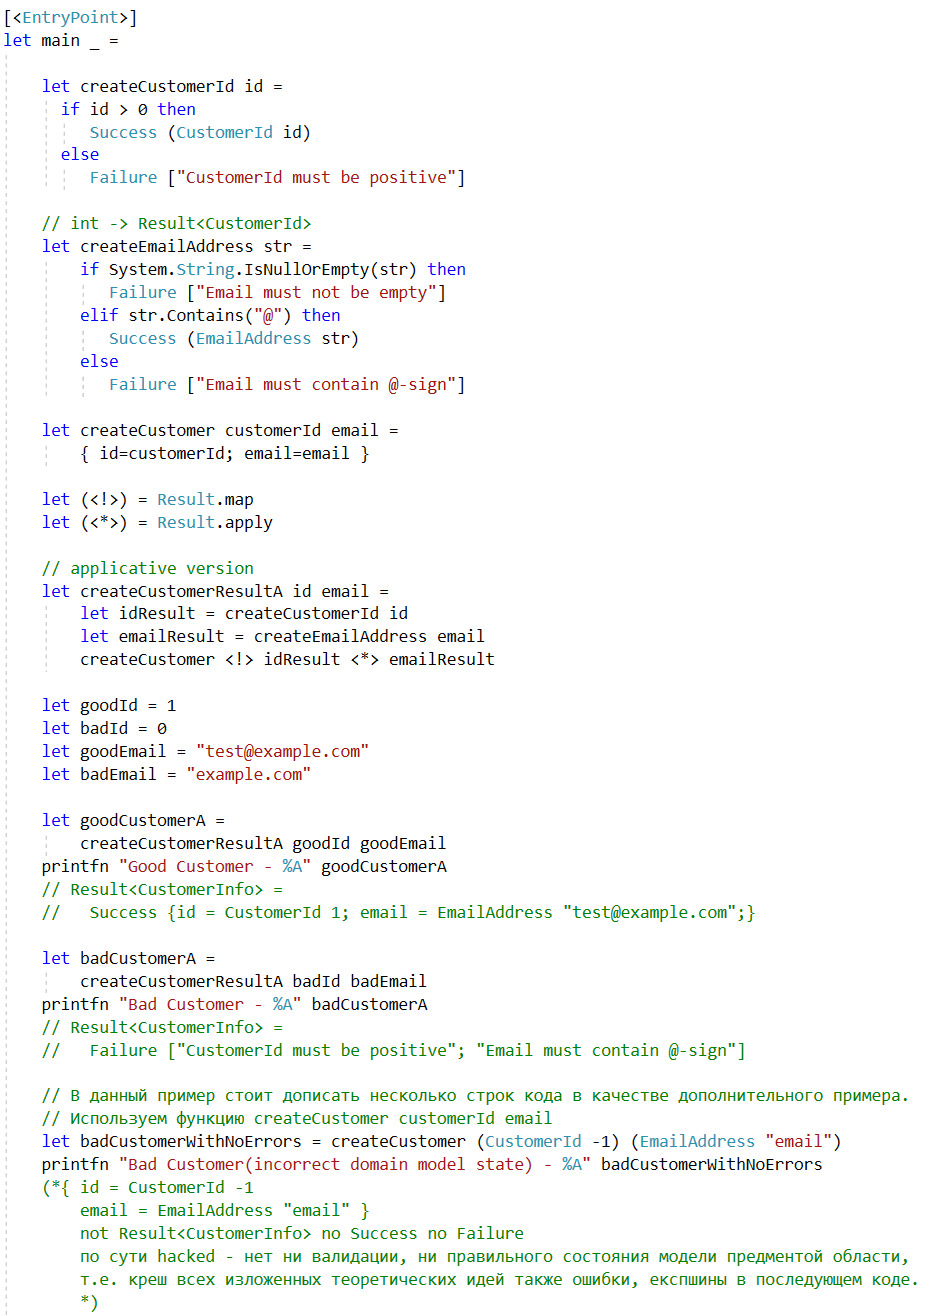 [<EntryPoint>]
let main _ =
let createCustomerId id =
if id > 0 then
Success (CustomerId id)
else
Failure ["CustomerId must be positive"]
// int -> Result<CustomerId>
let createEmailAddress str =
if System.String.IsNullOrEmpty(str) then
Failure ["Email must not be empty"]
elif str.Contains("@") then
Success (EmailAddress str)
else
Failure ["Email must contain @-sign"]
let createCustomer customerId email =
{ id=customerId; email=email }
let (<!>) = Result.map
let (<*>) = Result.apply
// applicative version
let createCustomerResultA id email =
let idResult = createCustomerId id
let emailResult = createEmailAddress email
createCustomer <!> idResult <*> emailResult
let goodId = 1
let badId = 0
let goodEmail = "test@example.com"
let badEmail = "example.com"
let goodCustomerA =
createCustomerResultA goodId goodEmail
printfn "Good Customer - %A" goodCustomerA
// Result<CustomerInfo> =
//   Success {id = CustomerId 1; email = EmailAddress "test@example.com";}
let badCustomerA =
createCustomerResultA badId badEmail
printfn "Bad Customer - %A" badCustomerA
// Result<CustomerInfo> =
//   Failure ["CustomerId must be positive"; "Email must contain @-sign"]
// В данный пример стоит дописать несколько строк кода в качестве дополнительного примера.
// Используем функцию createCustomer customerId email
let badCustomerWithNoErrors = createCustomer (CustomerId -1) (EmailAddress "email")
printfn "Bad Customer(incorrect domain model state) - %A" badCustomerWithNoErrors
(*{ id = CustomerId -1
email = EmailAddress "email" }
not Result<CustomerInfo> no Success no Failure
по сути hacked - нет ни валидации, ни правильного состояния модели предментой области,
т.е. креш всех изложенных теоретических идей также ошибки, експшины в последующем коде.
*)